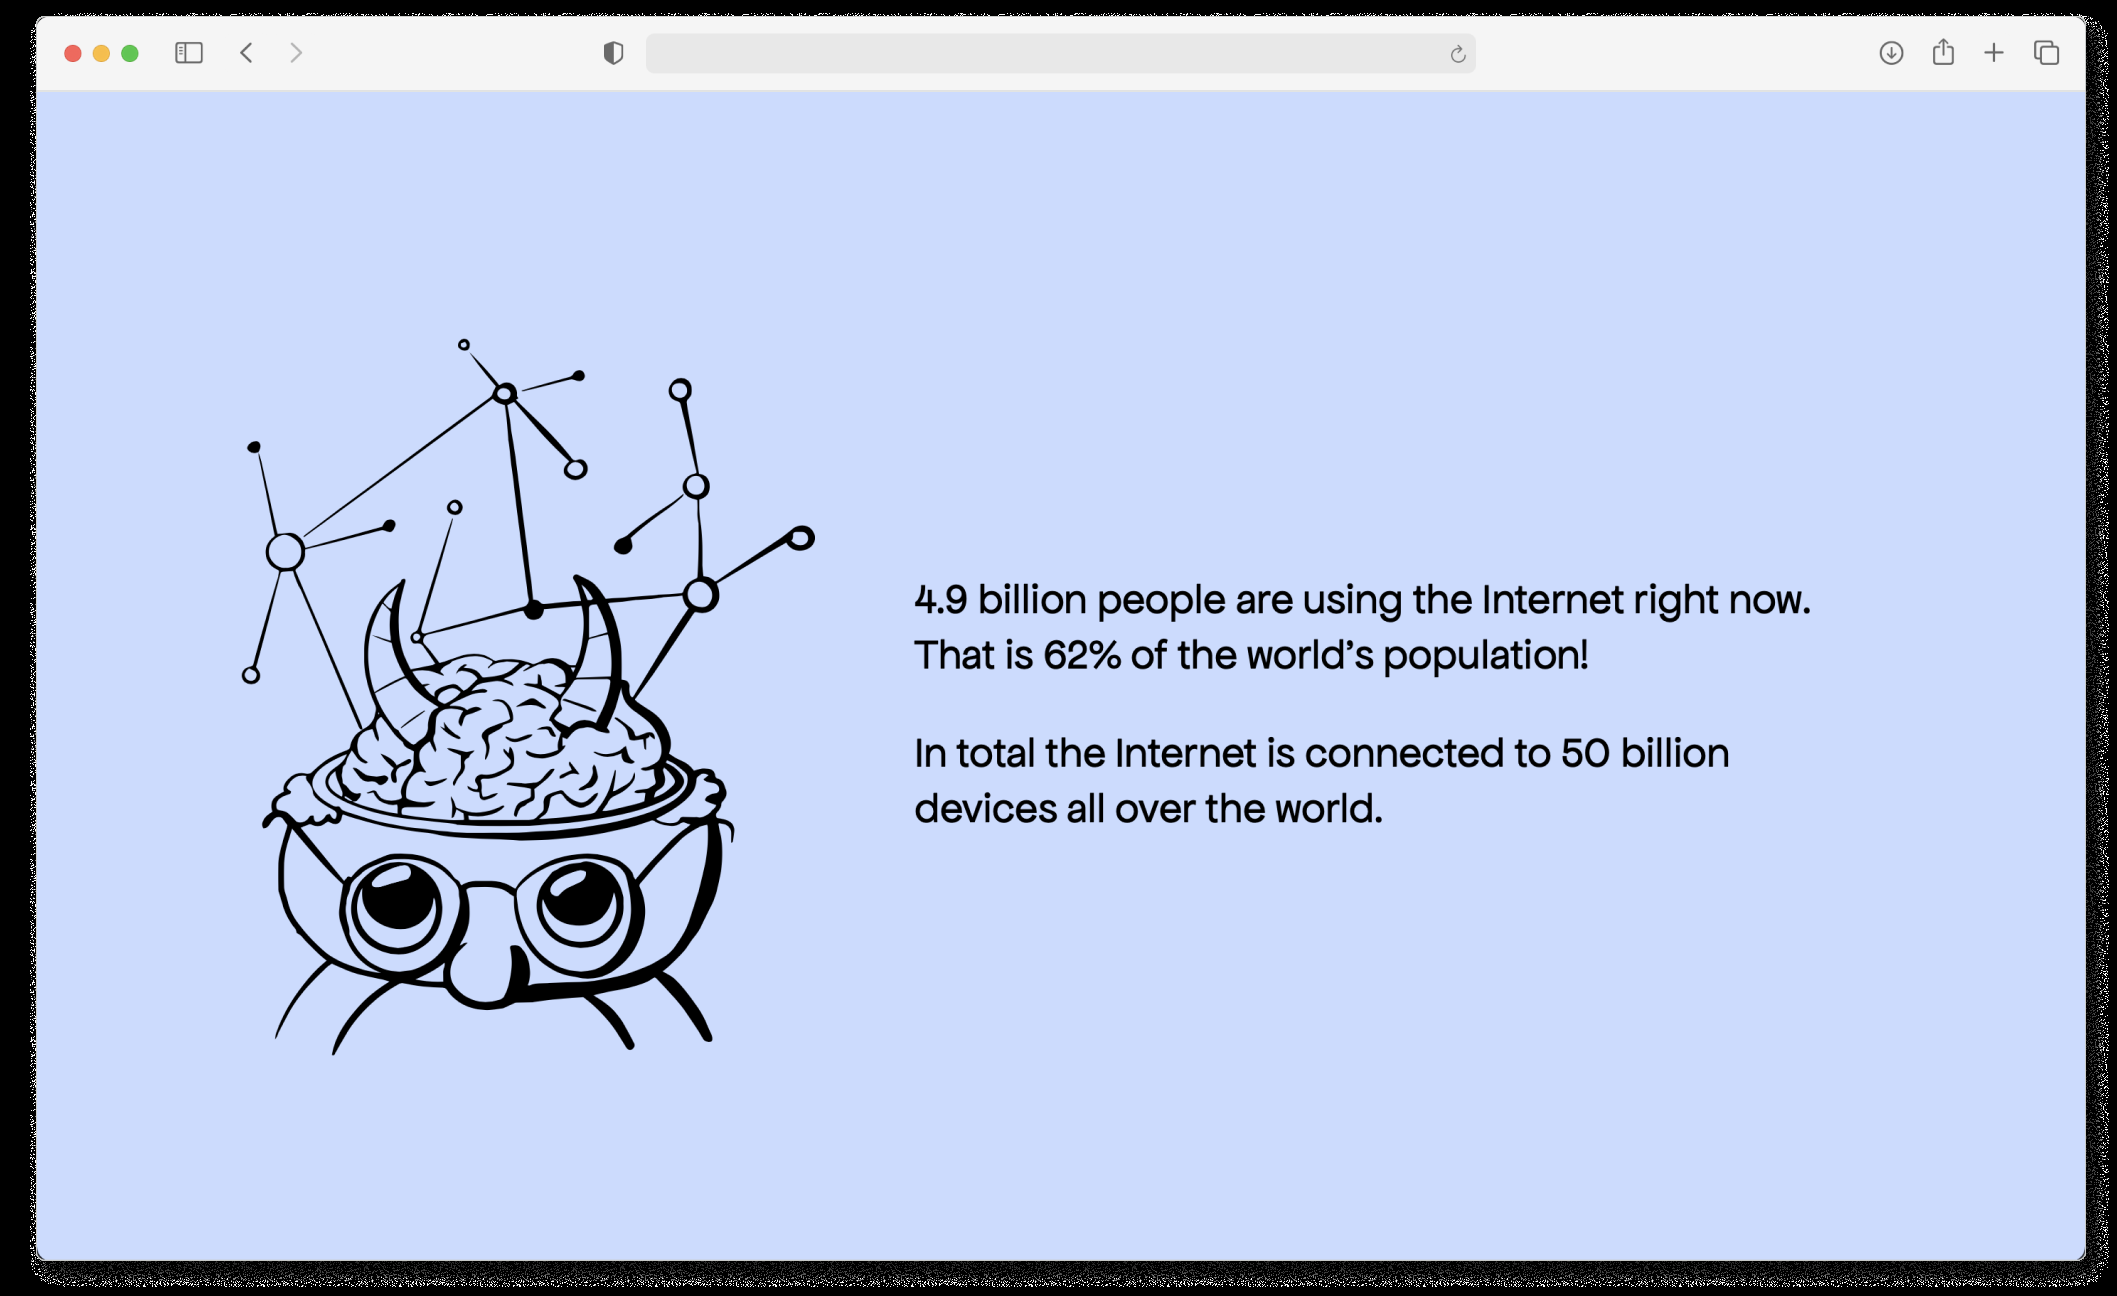 4.9 billion people are using the Internet right now.
That is 62% of the world’s population!
In total the Internet is connected to 50 billion
devices all over the world.